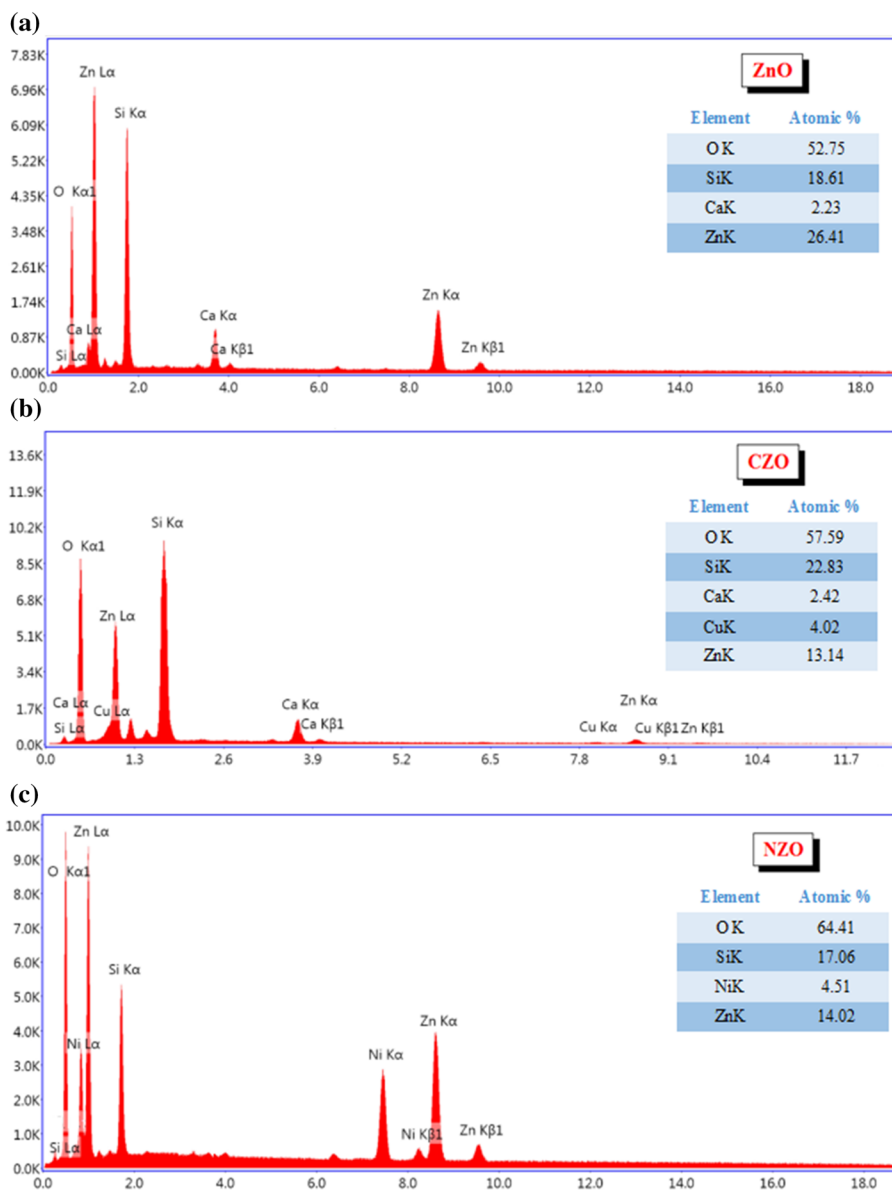 (a)
7.83K
6.96K
6.09K
5.22K
4.35K
3.48K
2.61K
1.74K
0.87K
0.00K
Zn Lα
Si Kα
O Kα1
Ca Lα
Si Lα
Ca Kα
Ca Kβ1
Zn Kα
Zn Kβ1
0.0 2.0 4.0 6.0 8.0 10.0 12.0 14.0 16.0 18.0
ZnO
Element Atomic %
O K 52.75
SiK 18.61
CaK 2.23
ZnK 26.41
(b)
13.6K
11.9K
10.2K
8.5K
6.8K
5.1K
3.4K
1.7K
0.0K
Si Kα
O Kα1
Zn Lα
Ca Lα
Cu Lα
Si Lα
Ca Kα
Ca Kβ1
Zn Kα
Cu Kα
Cu Kβ1 Zn Kβ1
0.0 1.3 2.6 3.9 5.2 6.5 7.8 9.1 10.4 11.7
CZO
Element Atomic %
O K 57.59
SiK 22.83
CaK 2.42
CuK 4.02
ZnK 13.14
(c)
10.0K
9.0K
8.0K
7.0K
6.0K
5.0K
4.0K
3.0K
2.0K
1.0K
0.0K
Zn Lα
O Kα1
Si Kα
Ni Lα
Si Lα
Ni Kα
Zn Kα
Ni Kβ1
Zn Kβ1
0.0 2.0 4.0 6.0 8.0 10.0 12.0 14.0 16.0 18.0
NZO
Element Atomic %
O K 64.41
SiK 17.06
NiK 4.51
ZnK 14.02